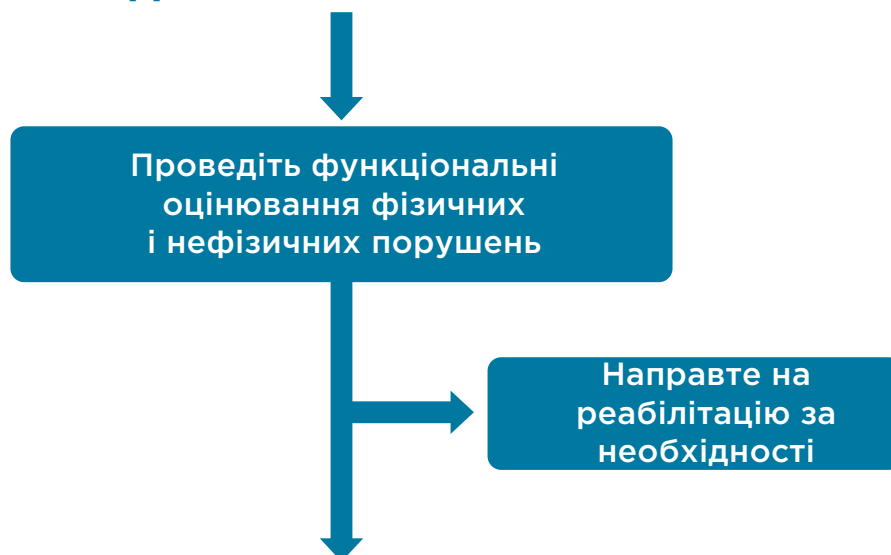 Проведіть функціональні
оцінювання фізичних
і нефізичних порушень
Направте на
реабілітацію за
необхідності